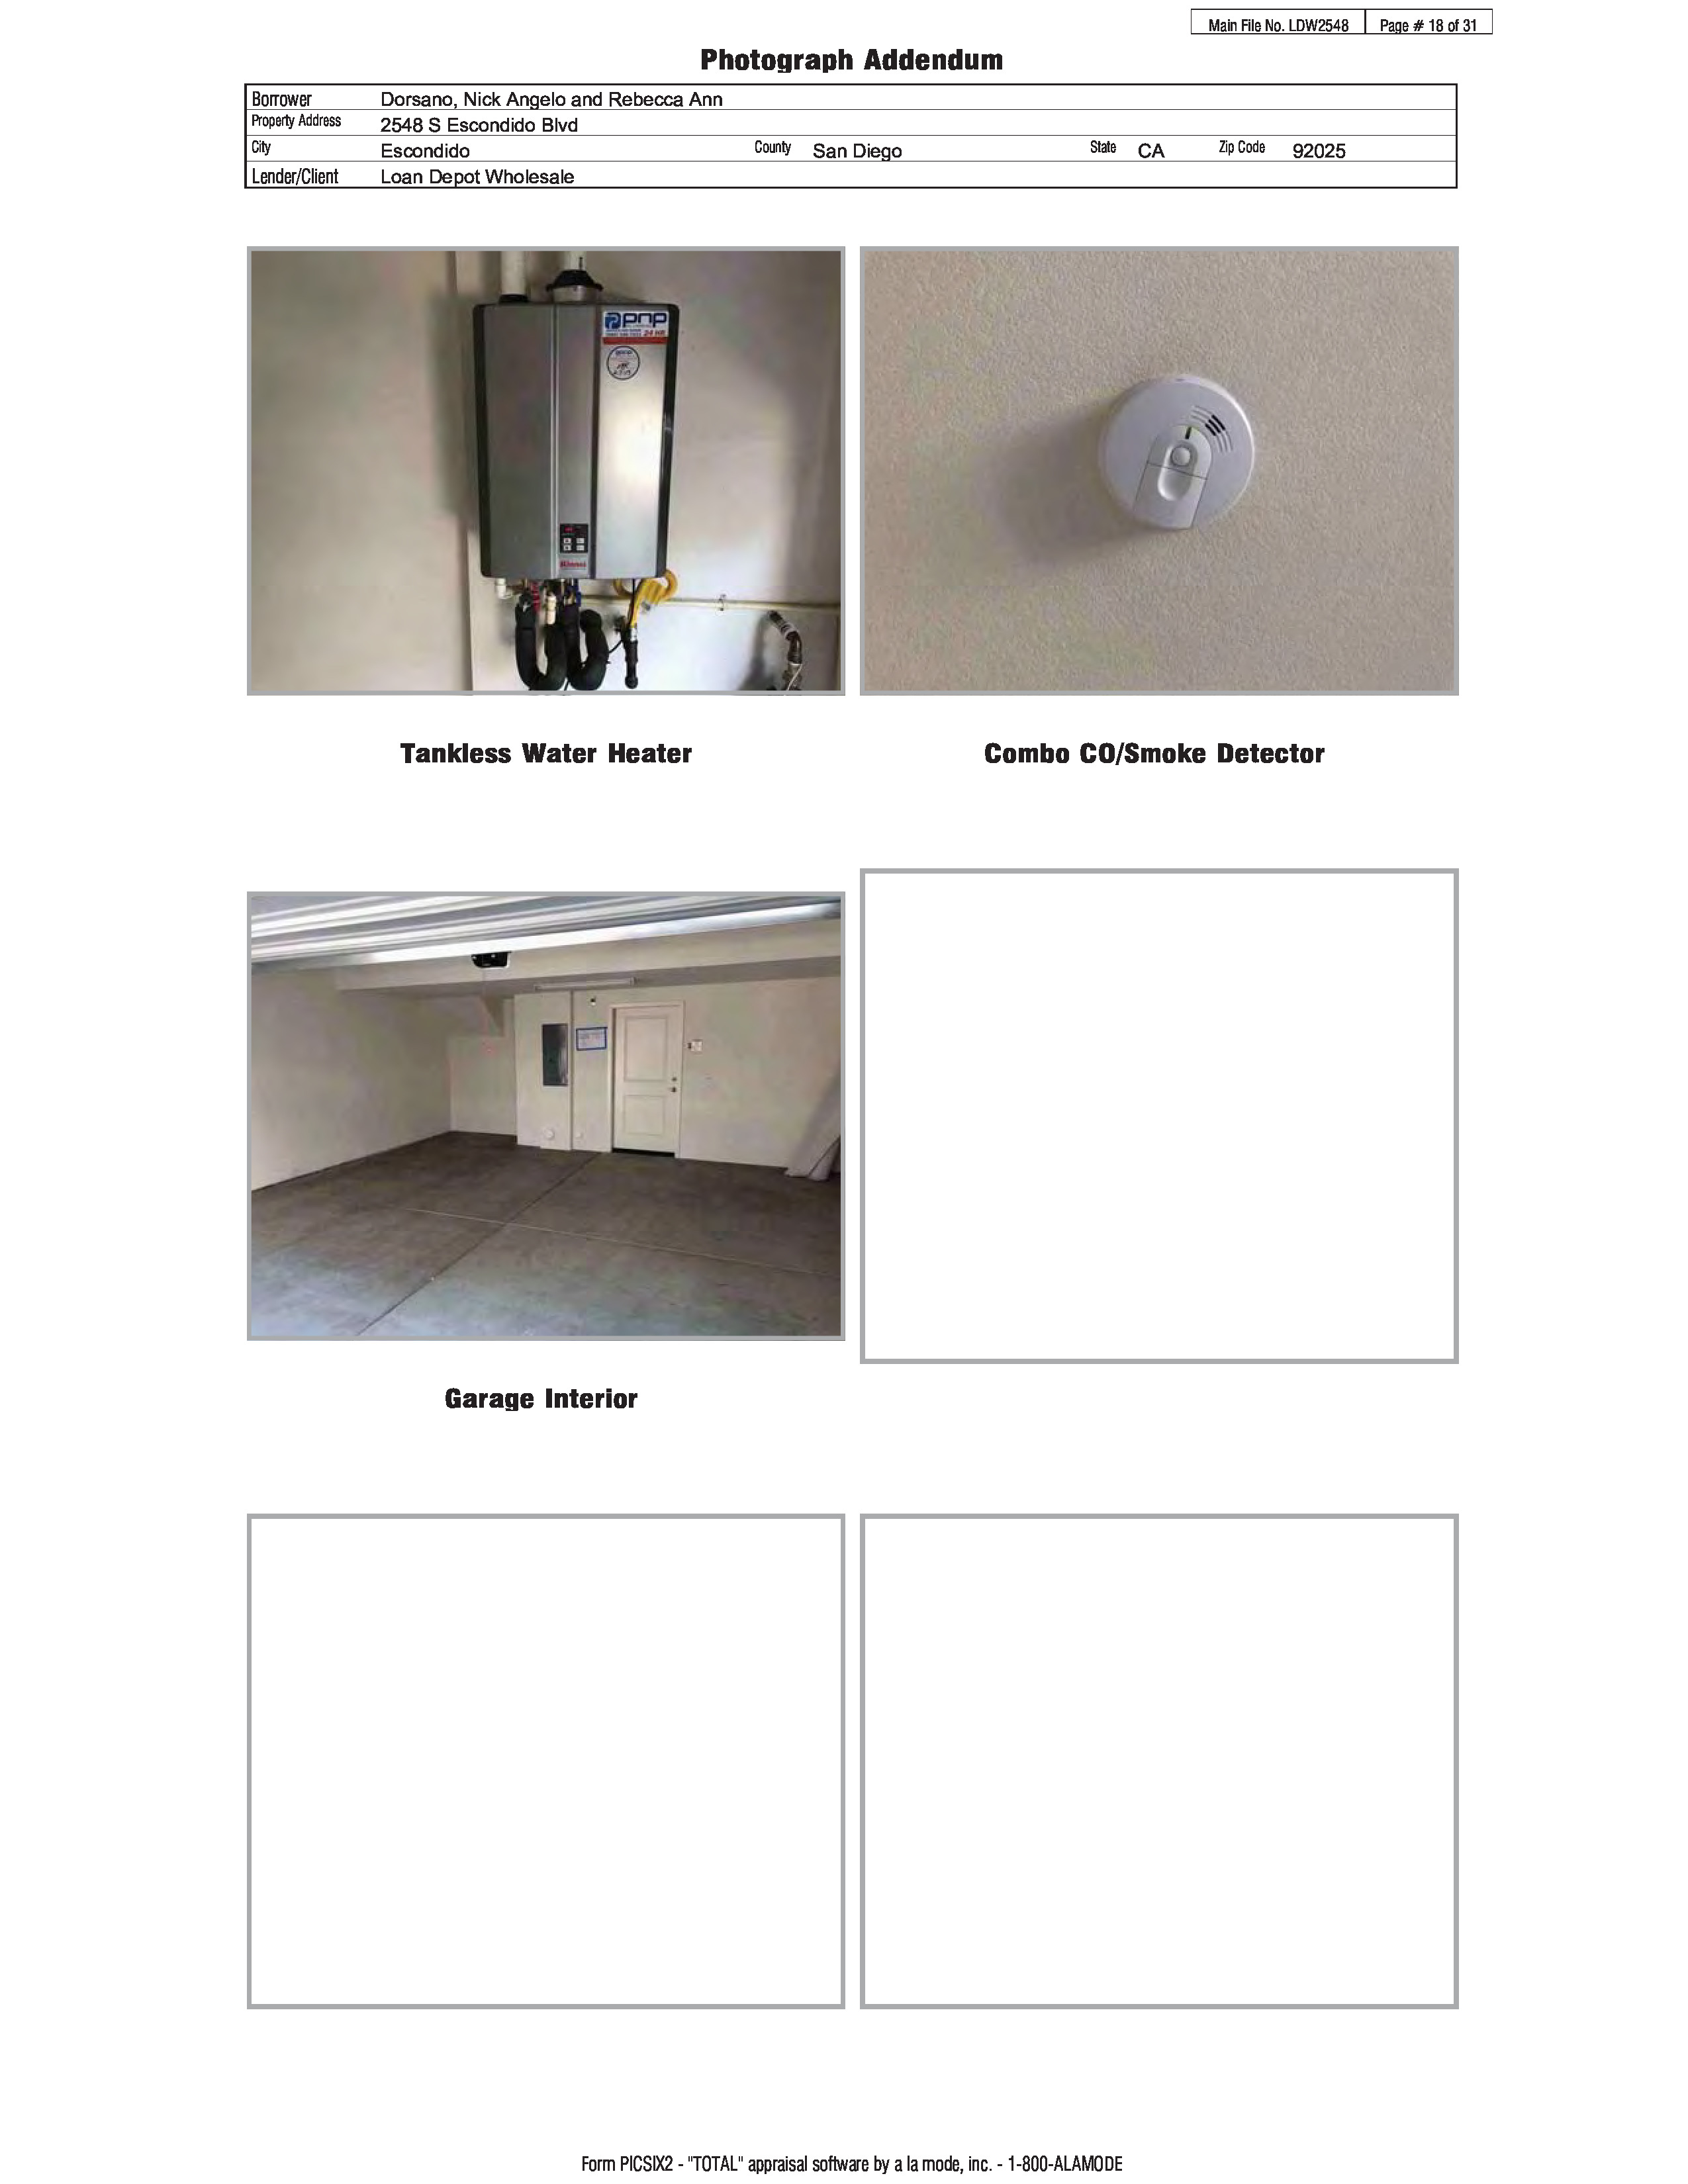 Main File No. LDW2548 Page # 18 of 31
Photograph Addendum
Borrower Dorsano, Nick Angelo and Rebecca Ann
Property Address 2548 S Escondido Blvd
City Escondido County San Diego State CA Zip Code 92025
Lender/Client Loan Depot Wholesale
pnp
24 HR
Rinnai
Tankless Water Heater
Combo CO/Smoke Detector
Garage Interior
Form PICSIX2 - "TOTAL" appraisal software by a la mode, inc. - 1-800-ALAMODE